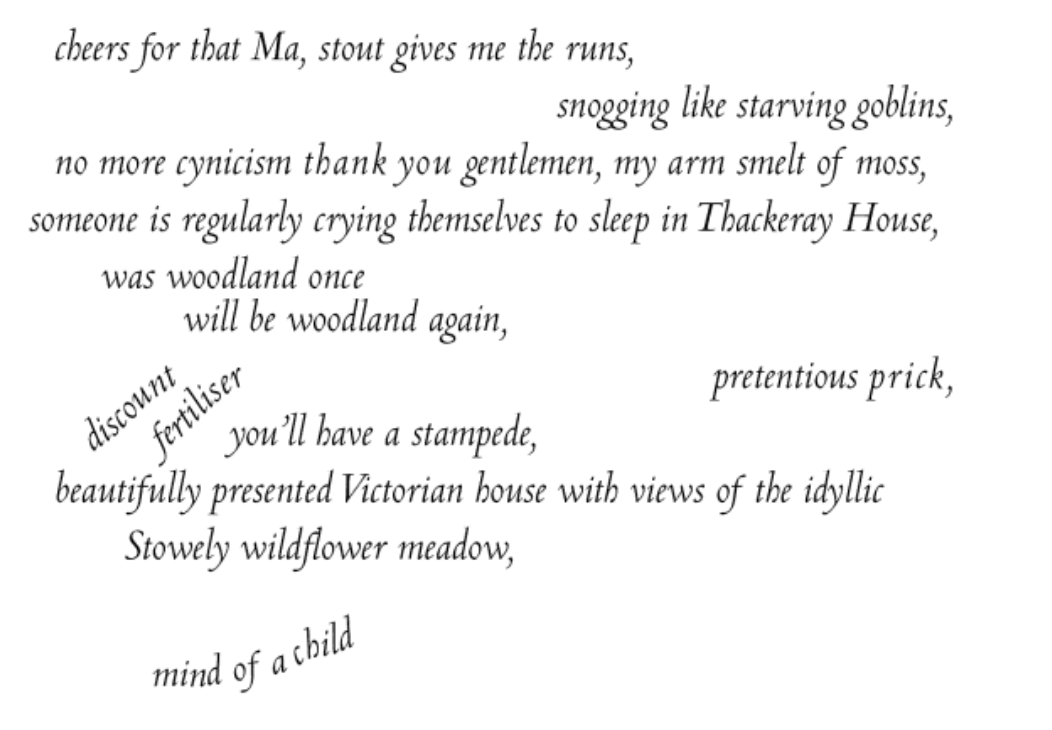 cheers for that Ma, stout gives me the runs,
snogging like starving goblins,
no more cynicism thank you gentlemen, my arm smelt of moss,
someone is regularly crying themselves to sleep in Thackeray House,
was woodland once
will be woodland again,
pretentious prick,
discount
fertiliser
you’ll have a stampede,
beautifully presented Victorian house with views of the idyllic
Stowely wildflower meadow,
mind of a child